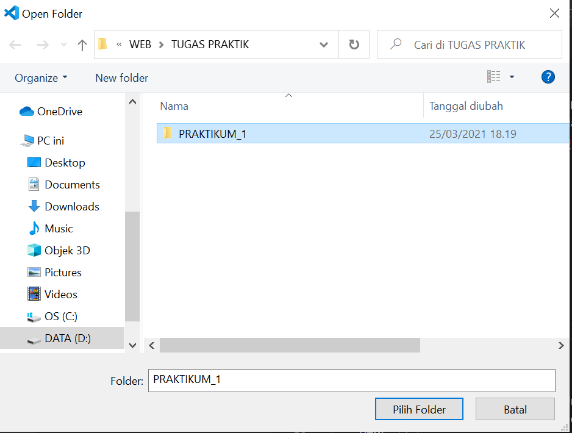 Open Folder
« WEB > TUGAS PRAKTIK
Cari di TUGAS PRAKTIK
Organize
New folder
?
Nama
Tanggal diubah
OneDrive
PC ini
Desktop
Documents
Downloads
Music
Objek 3D
Pictures
Videos
OS (C:)
DATA (D:)
PRAKTIKUM_1
25/03/2021 18.19
Folder:
PRAKTIKUM_1
Pilih Folder
Batal